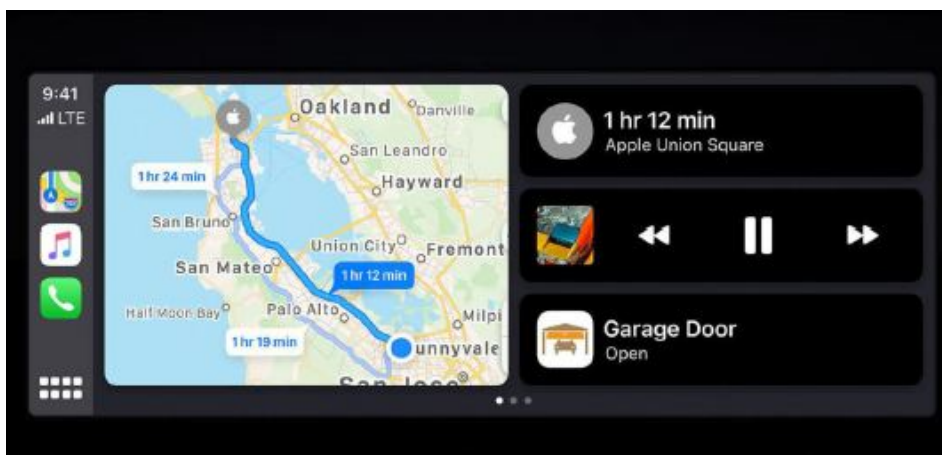 9:41
LTE
Oakland
Danville
San Leandro
1 hr 24 min
Hayward
San Bruno
Union City
Fremont
San Mateo
1 hr 12 min
Half Moon Bay
Palo Alto
Milpi
1 hr 19 min
unnyvale
San Jose
1 hr 12 min
Apple Union Square
Garage Door
Open